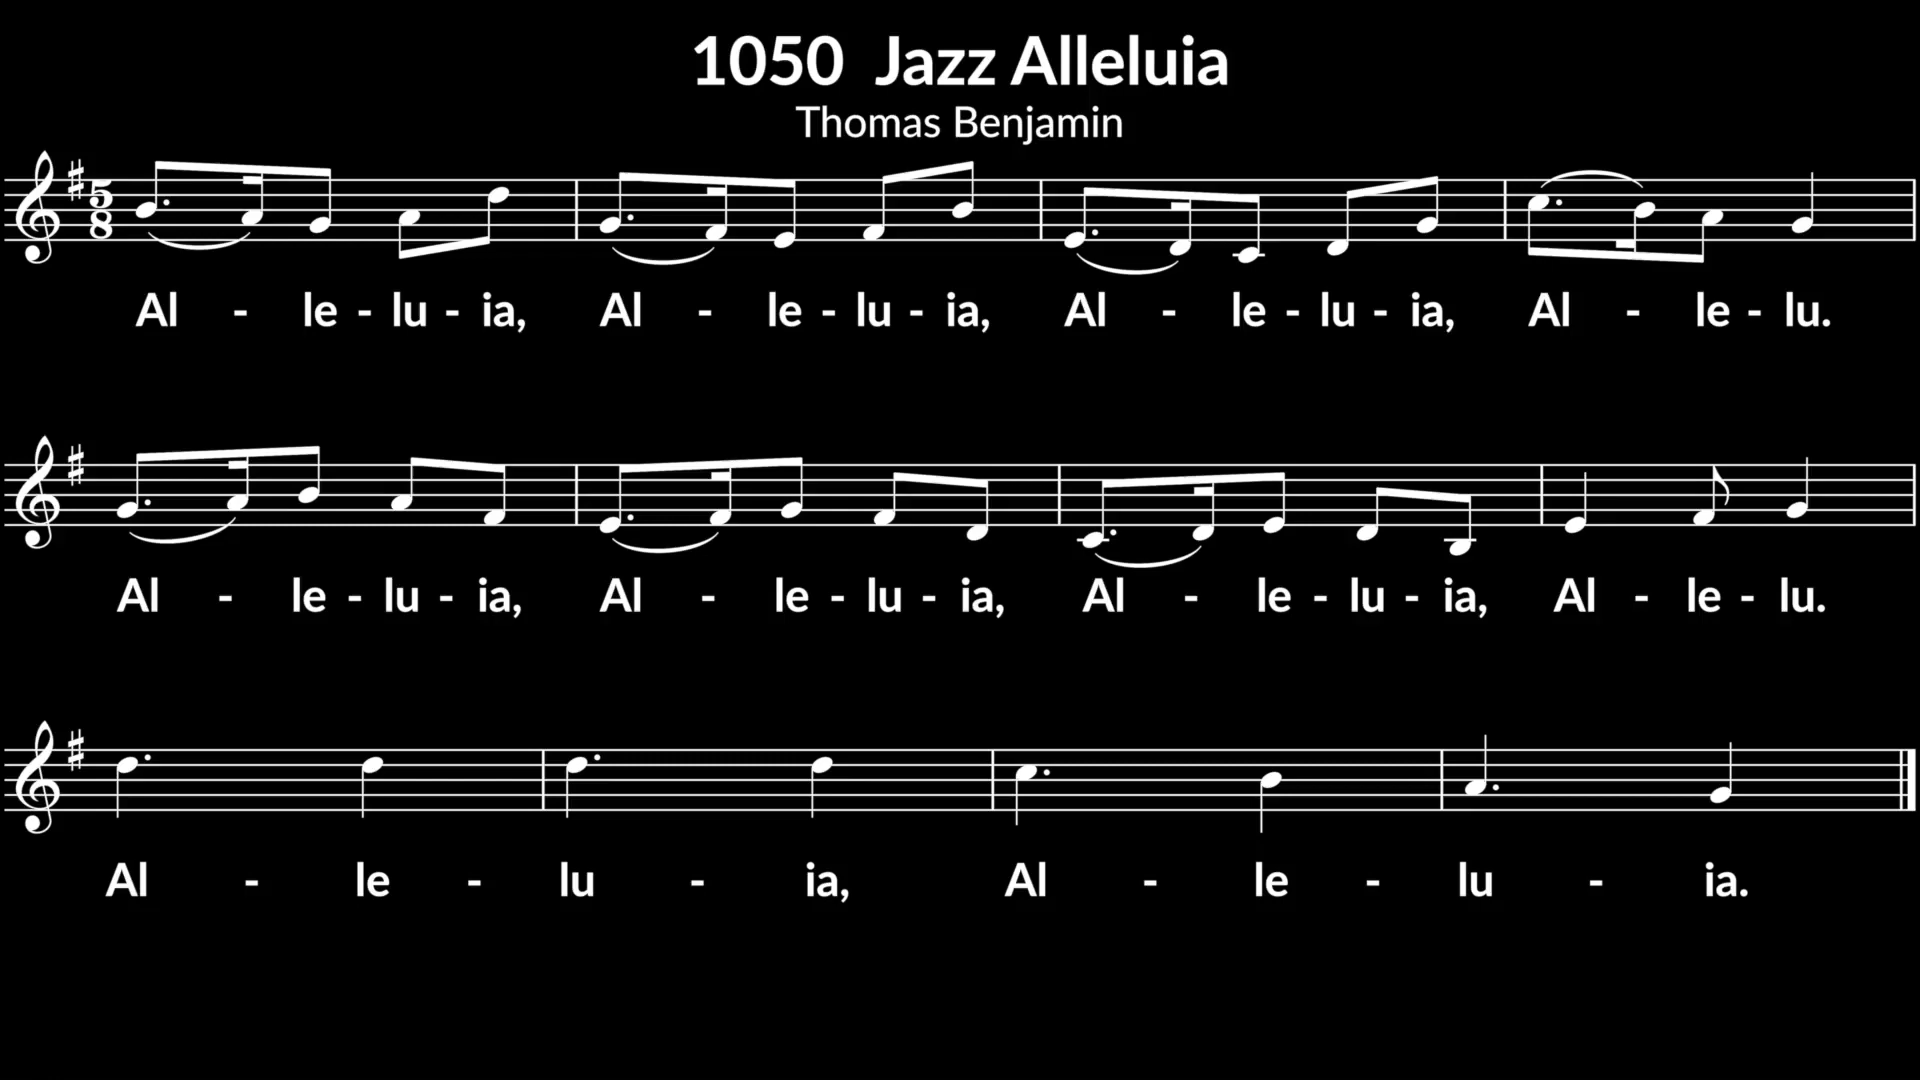 1050 Jazz Alleluia
Thomas Benjamin
5
8
Al - le - lu - ia, Al - le - lu - ia, Al - le - lu - ia, Al - le - lu.
Al - le - lu - ia, Al - le - lu - ia, Al - le - lu - ia, Al - le - lu.
Al - le - lu - ia, Al - le - lu - ia.